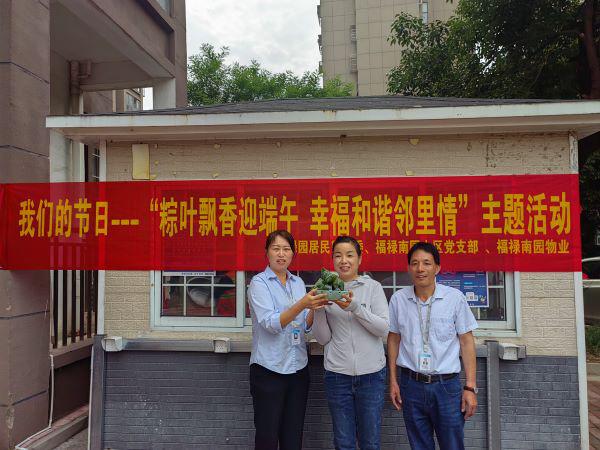 我们的节日---“粽叶飘香迎端午 幸福和谐邻里情”主题活动
园居民 、福禄南园 区党支部 、福禄南园物业